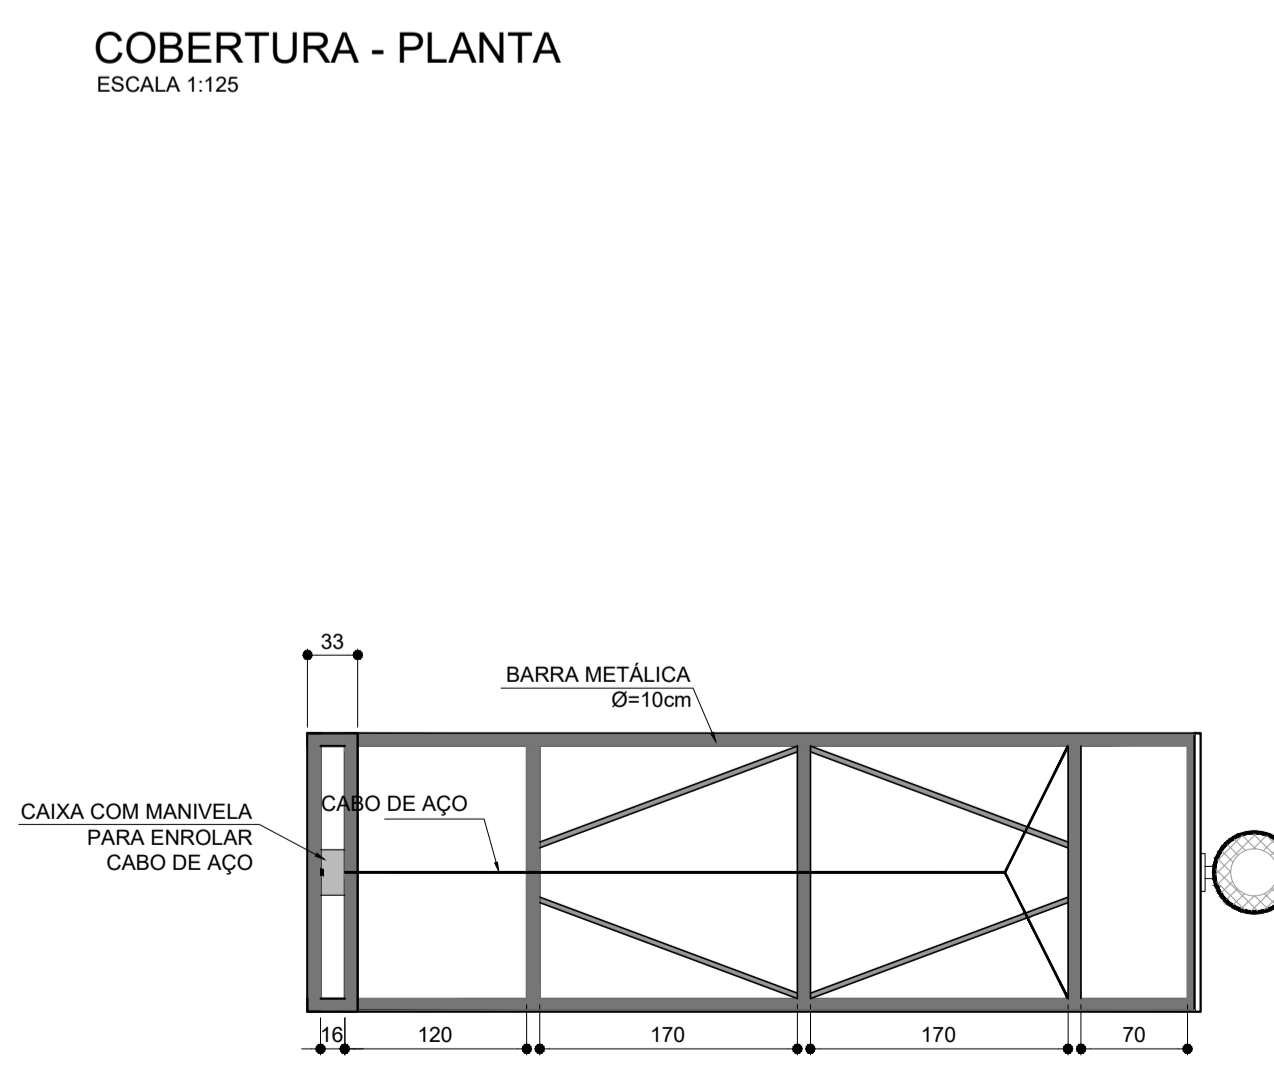 COBERTURA - PLANTA
ESCALA 1:125
33
BARRA METÁLICA
Ø=10cm
CABO DE AÇO
CAIXA COM MANIVELA
PARA ENROLAR
CABO DE AÇO
16
120
170
170
70